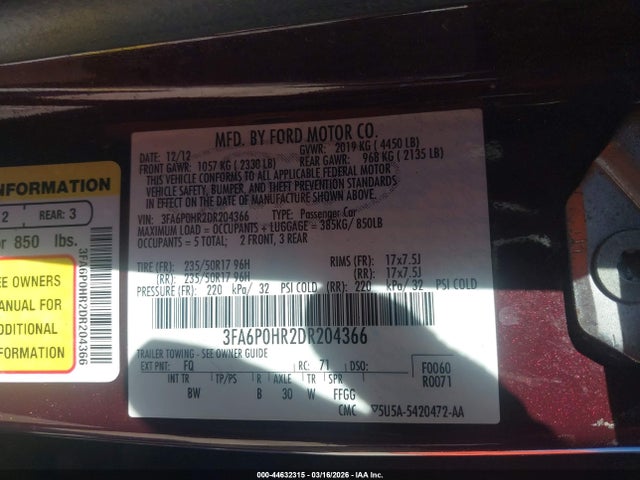 MFD. BY FORD MOTOR CO.
DATE: 12/12 GVWR: 2019 KG ( 4450 LB)
FRONT GAWR: 1057 KG ( 2330 LB) REAR GAWR: 968 KG ( 2135 LB)
THIS VEHICLE CONFORMS TO ALL APPLICABLE FEDERAL MOTOR
VEHICLE SAFETY, BUMPER, AND THEFT PREVENTION STANDARDS
IN EFFECT ON THE DATE OF MANUFACTURE SHOWN ABOVE.
VIN: 3FA6P0HR2DR204366 TYPE: Passenger Car
MAXIMUM LOAD = OCCUPANTS + LUGGAGE = 385KG/ 850LB
OCCUPANTS = 5 TOTAL; 2 FRONT, 3 REAR
TIRE (FR): 235/50R17 96H RIMS (FR): 17x7.5J
(RR): 235/50R17 96H (RR): 17x7.5J
PRESSURE (FR): 220 kPa/ 32 PSI COLD (RR): 220 kPa/ 32 PSI COLD
3FA6P0HR2DR204366
TRAILER TOWING - SEE OWNER GUIDE
EXT PNT: FQ RC: 71 DSO: F0060
R0071
INT TR TP/PS R AXLE TR SPR
BW B 30 W FFGG
CMC ▽5U5A-5420472-AA
INFORMATION
2 REAR: 3
or 850 lbs.
EE OWNERS
MANUAL FOR
DDITIONAL
FORMATION
3FA6P0HR2DR204366
000-44632315 - 03/16/2026 - IAA Inc.